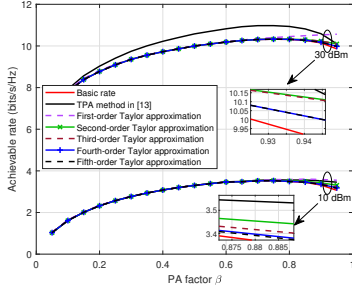 12
10
8
6
4
2
0
0
0.2
0.4
0.6
0.8
1
Achievable rate (bits/s/Hz)
PA factor β
30 dBm
10 dBm
Basic rate
TPA method in [13]
First-order Taylor approximation
Second-order Taylor approximation
Third-order Taylor approximation
Fourth-order Taylor approximation
Fifth-order Taylor approximation
10.15
10.1
10.05
10
9.95
0.93
0.94
3.5
3.4
0.875
0.88
0.885